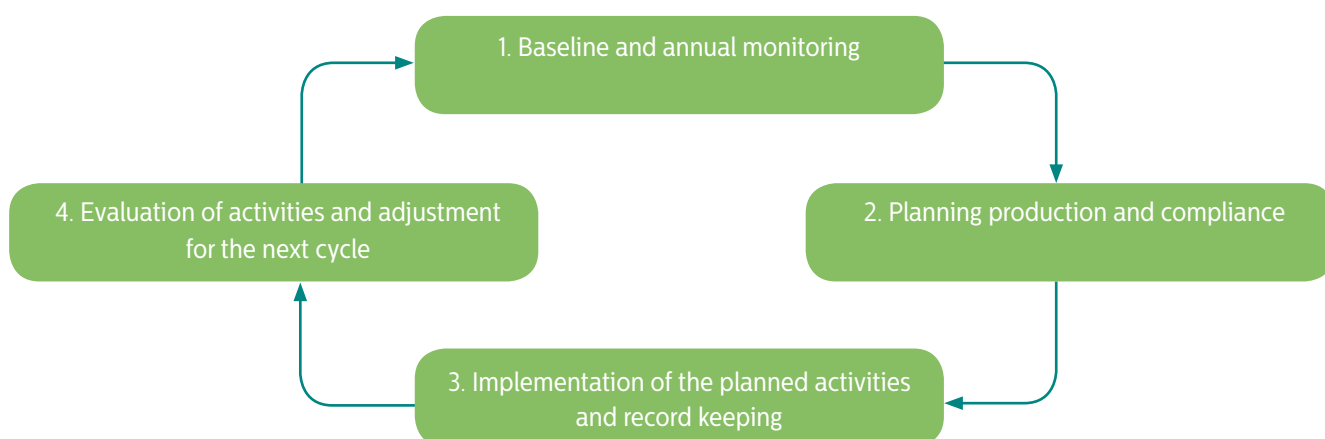 1. Baseline and annual monitoring
2. Planning production and compliance
3. Implementation of the planned activities
and record keeping
4. Evaluation of activities and adjustment
for the next cycle